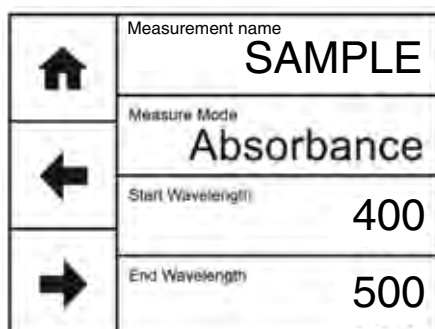 Measurement name
SAMPLE
Measure Mode
Absorbance
Start Wavelength
400
End Wavelength
500